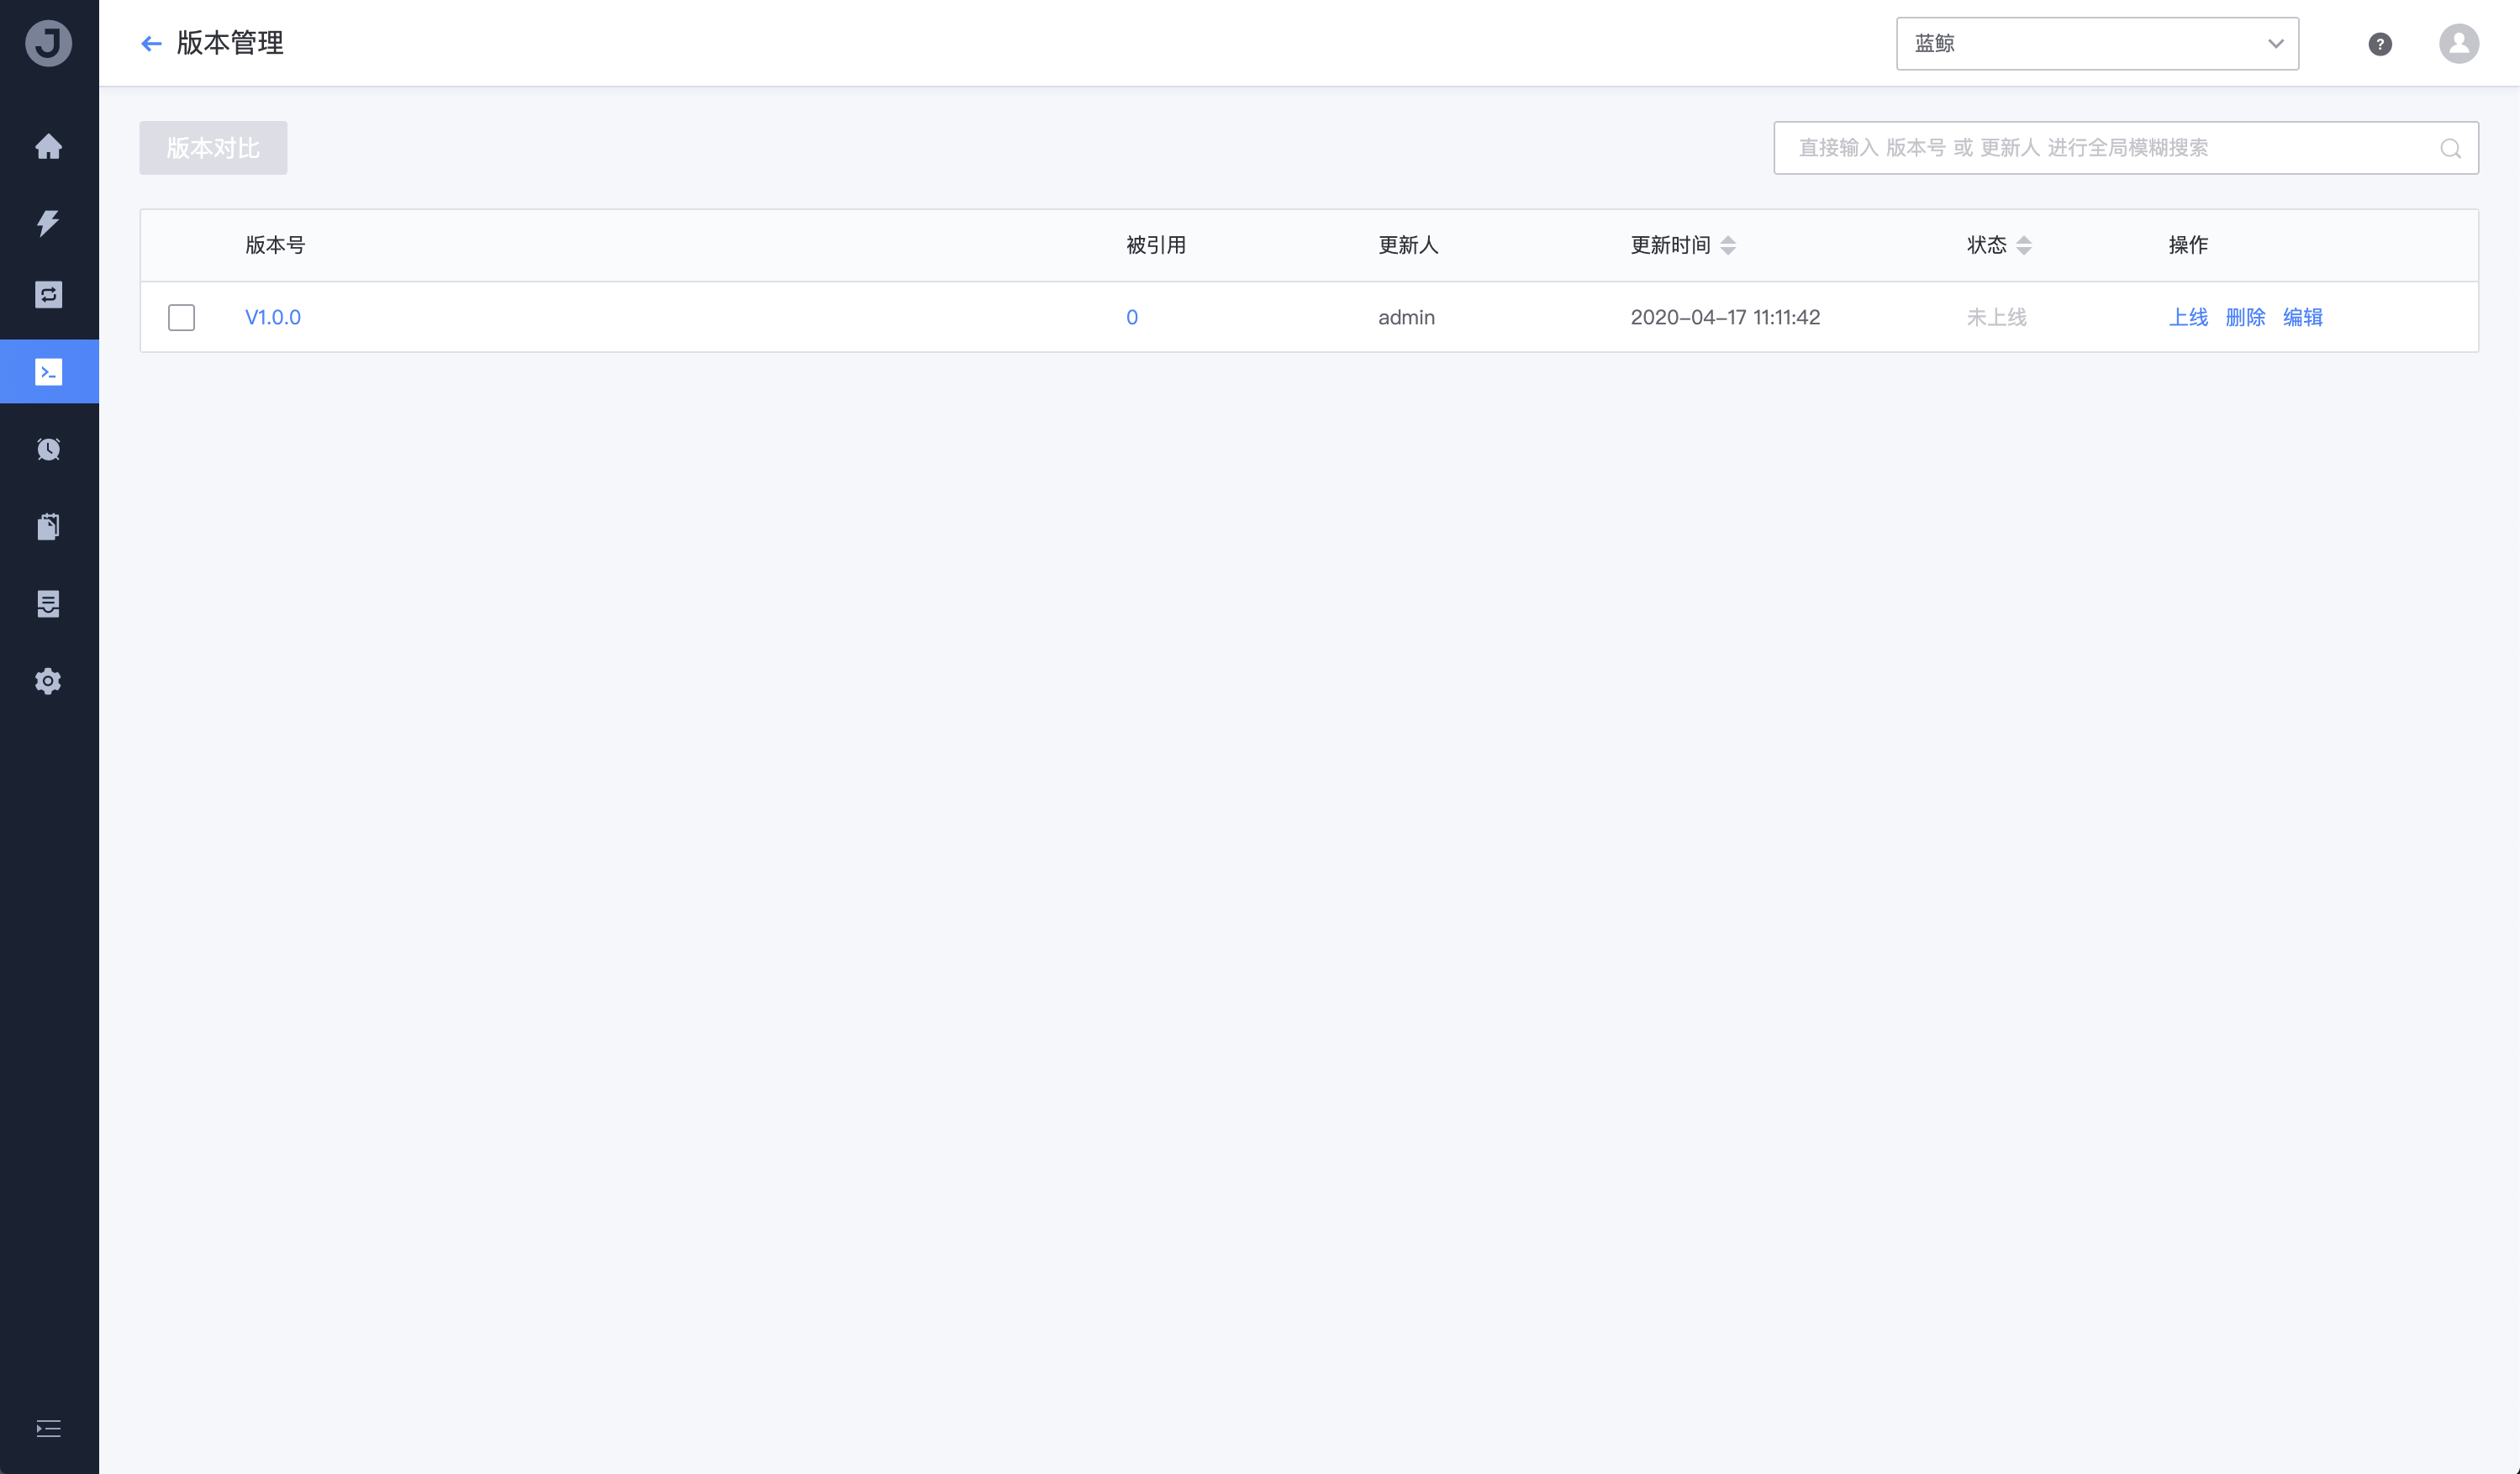 J
版本管理
蓝鲸
?
版本对比
直接输入 版本号 或 更新人 进行全局模糊搜索
版本号 被引用 更新人 更新时间 状态 操作
V1.0.0 0 admin 2020-04-17 11:11:42 未上线 上线 删除 编辑